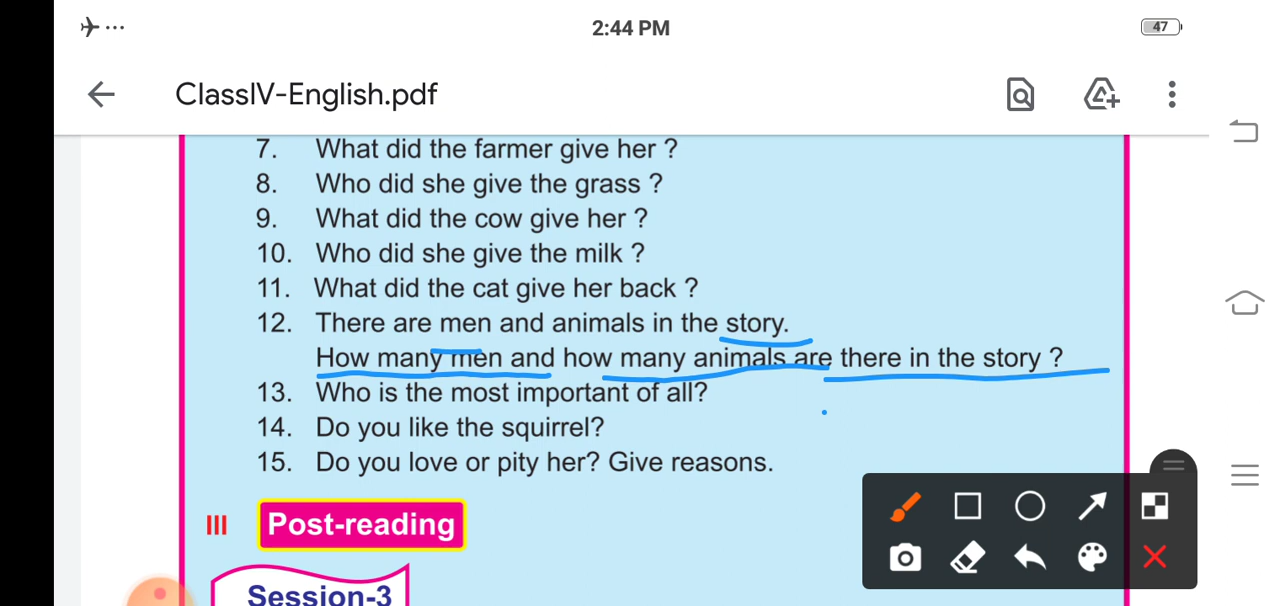 2:44 PM
47
ClassIV-English.pdf
7. What did the farmer give her ?
8. Who did she give the grass ?
9. What did the cow give her ?
10. Who did she give the milk ?
11. What did the cat give her back ?
12. There are men and animals in the story.
How many men and how many animals are there in the story ?
13. Who is the most important of all?
14. Do you like the squirrel?
15. Do you love or pity her? Give reasons.
III Post-reading
Session-3